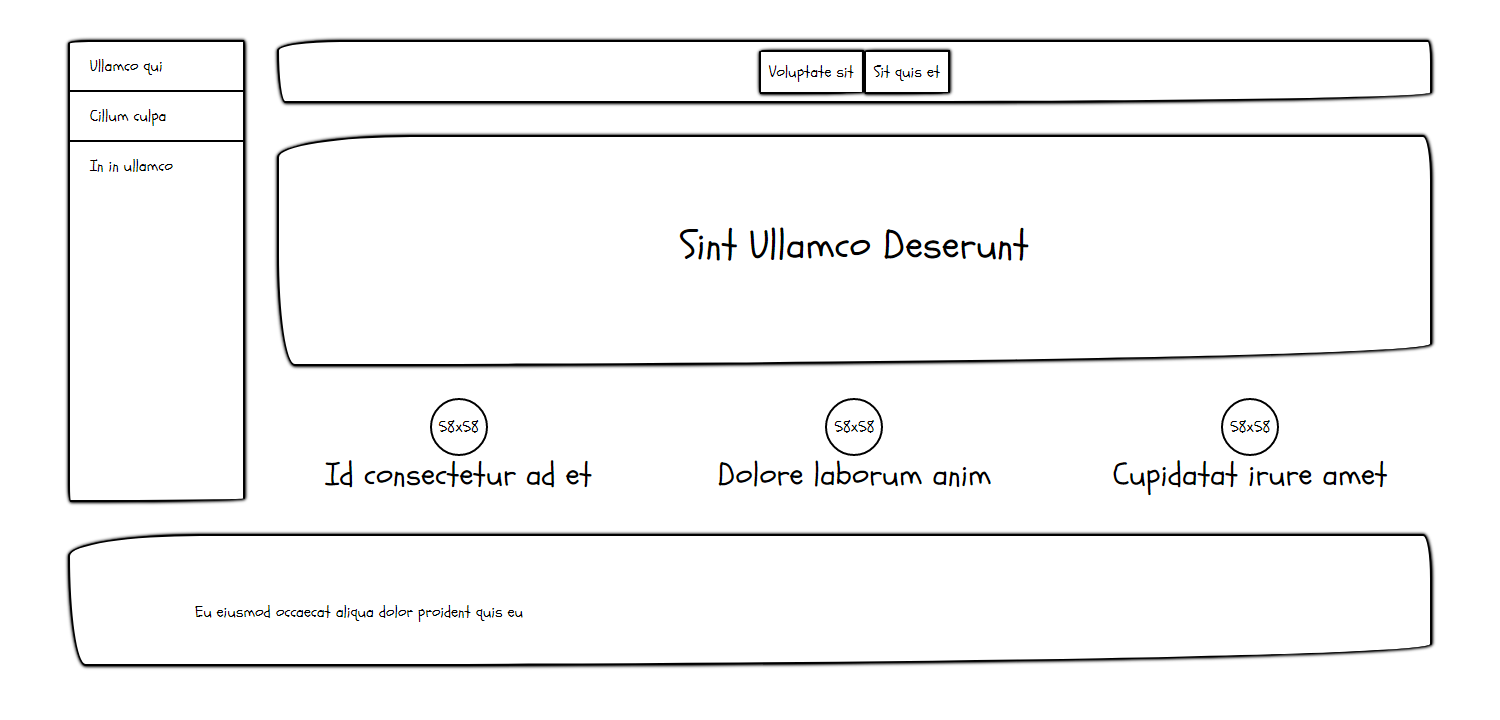 Ullamco qui
Cillum culpa
In in ullamco
Voluptate sit
Sit quis et
Sint Ullamco Deserunt
58x58
Id consectetur ad et
58x58
Dolore laborum anim
58x58
Cupidatat irure amet
Eu eiusmod occaecat aliqua dolor proident quis eu